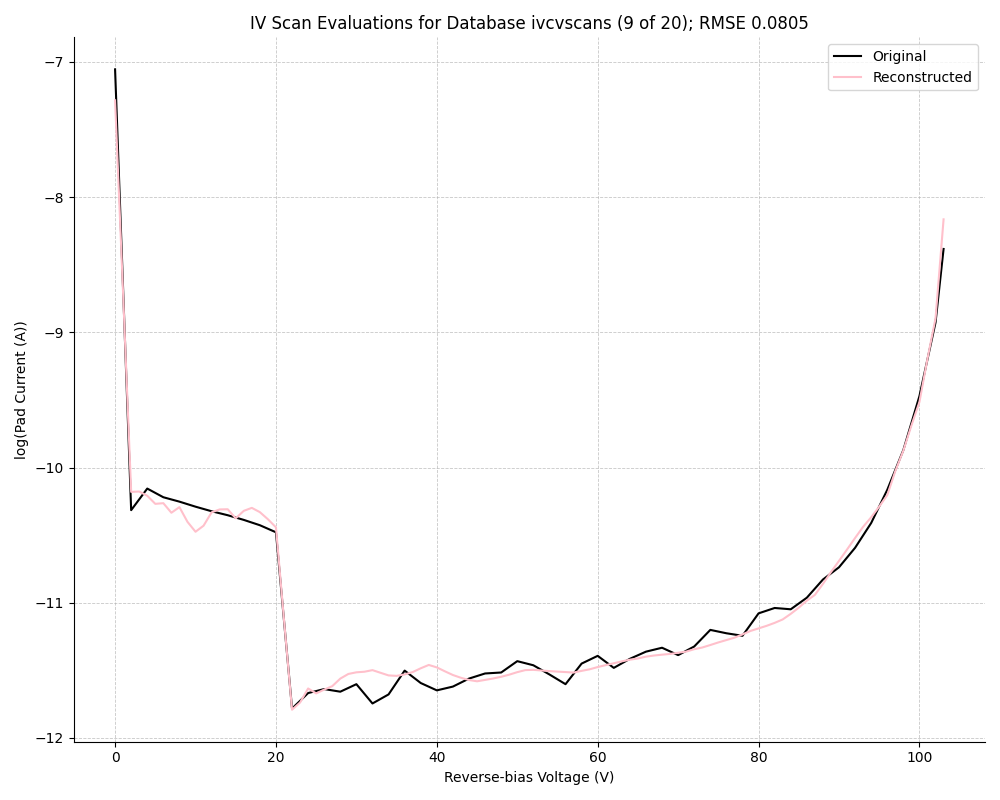 IV Scan Evaluations for Database ivcvscans (9 of 20); RMSE 0.0805
Original
Reconstructed
log(Pad Current (A))
−7
−8
−9
−10
−11
−12
0
20
40
60
80
100
Reverse-bias Voltage (V)